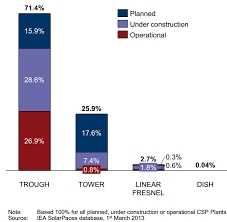 71.4%
Planned
Under construction
Operational
15.9%
28.6%
26.9%
25.9%
17.6%
7.4%
0.8%
2.7%
0.3%
1.8%
0.6%
0.04%
TROUGH
TOWER
LINEAR
FRESNEL
DISH
Note: Based 100% for all planned, under construction or operational CSP Plants
Source: IEA SolarPaces database, 1st March 2013